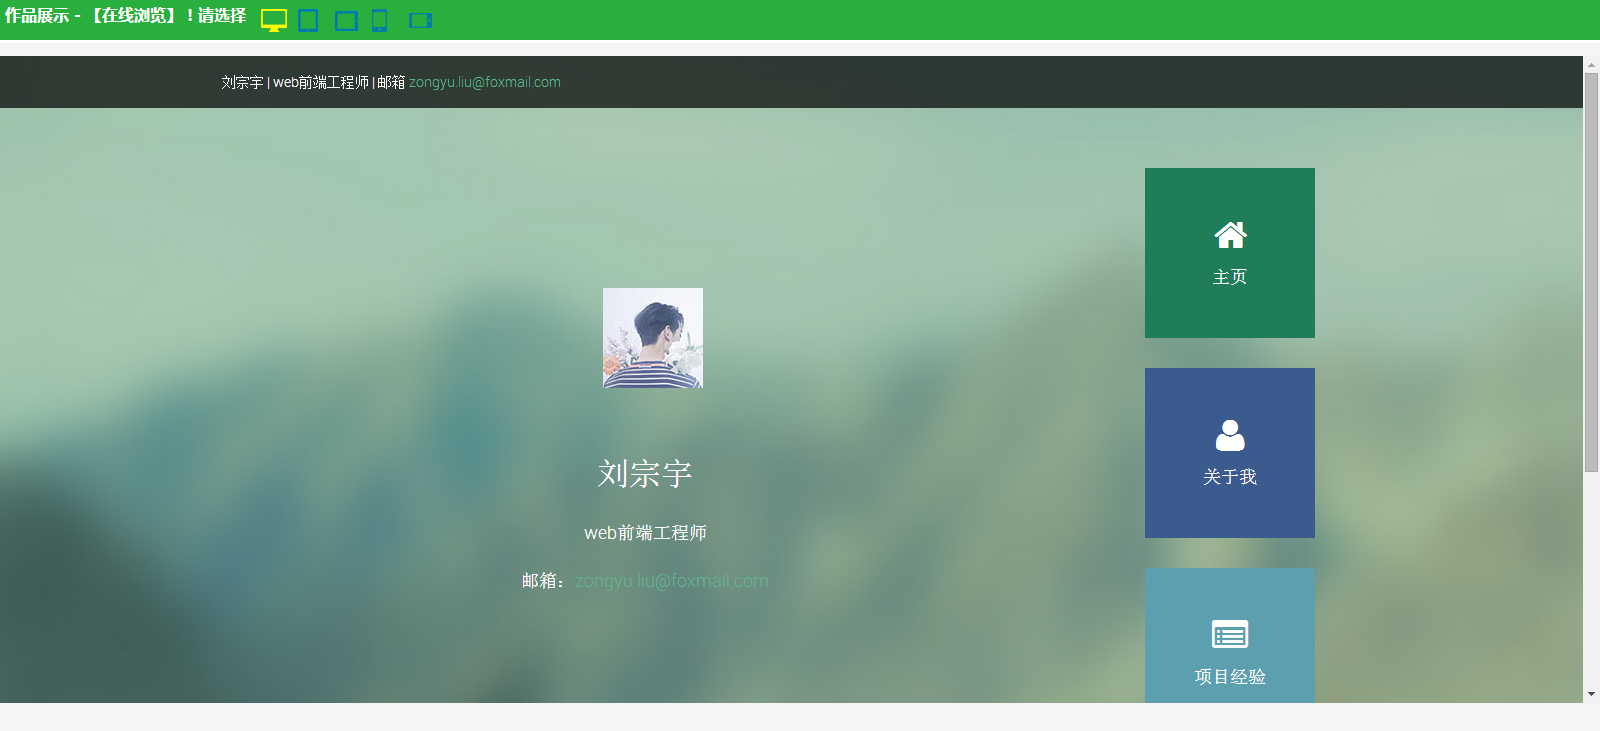 作品展示 - 【在线浏览】！请选择
刘宗宇 | web前端工程师 | 邮箱 zongyu.liu@foxmail.com
主页
关于我
刘宗宇
web前端工程师
邮箱：zongyu.liu@foxmail.com
项目经验